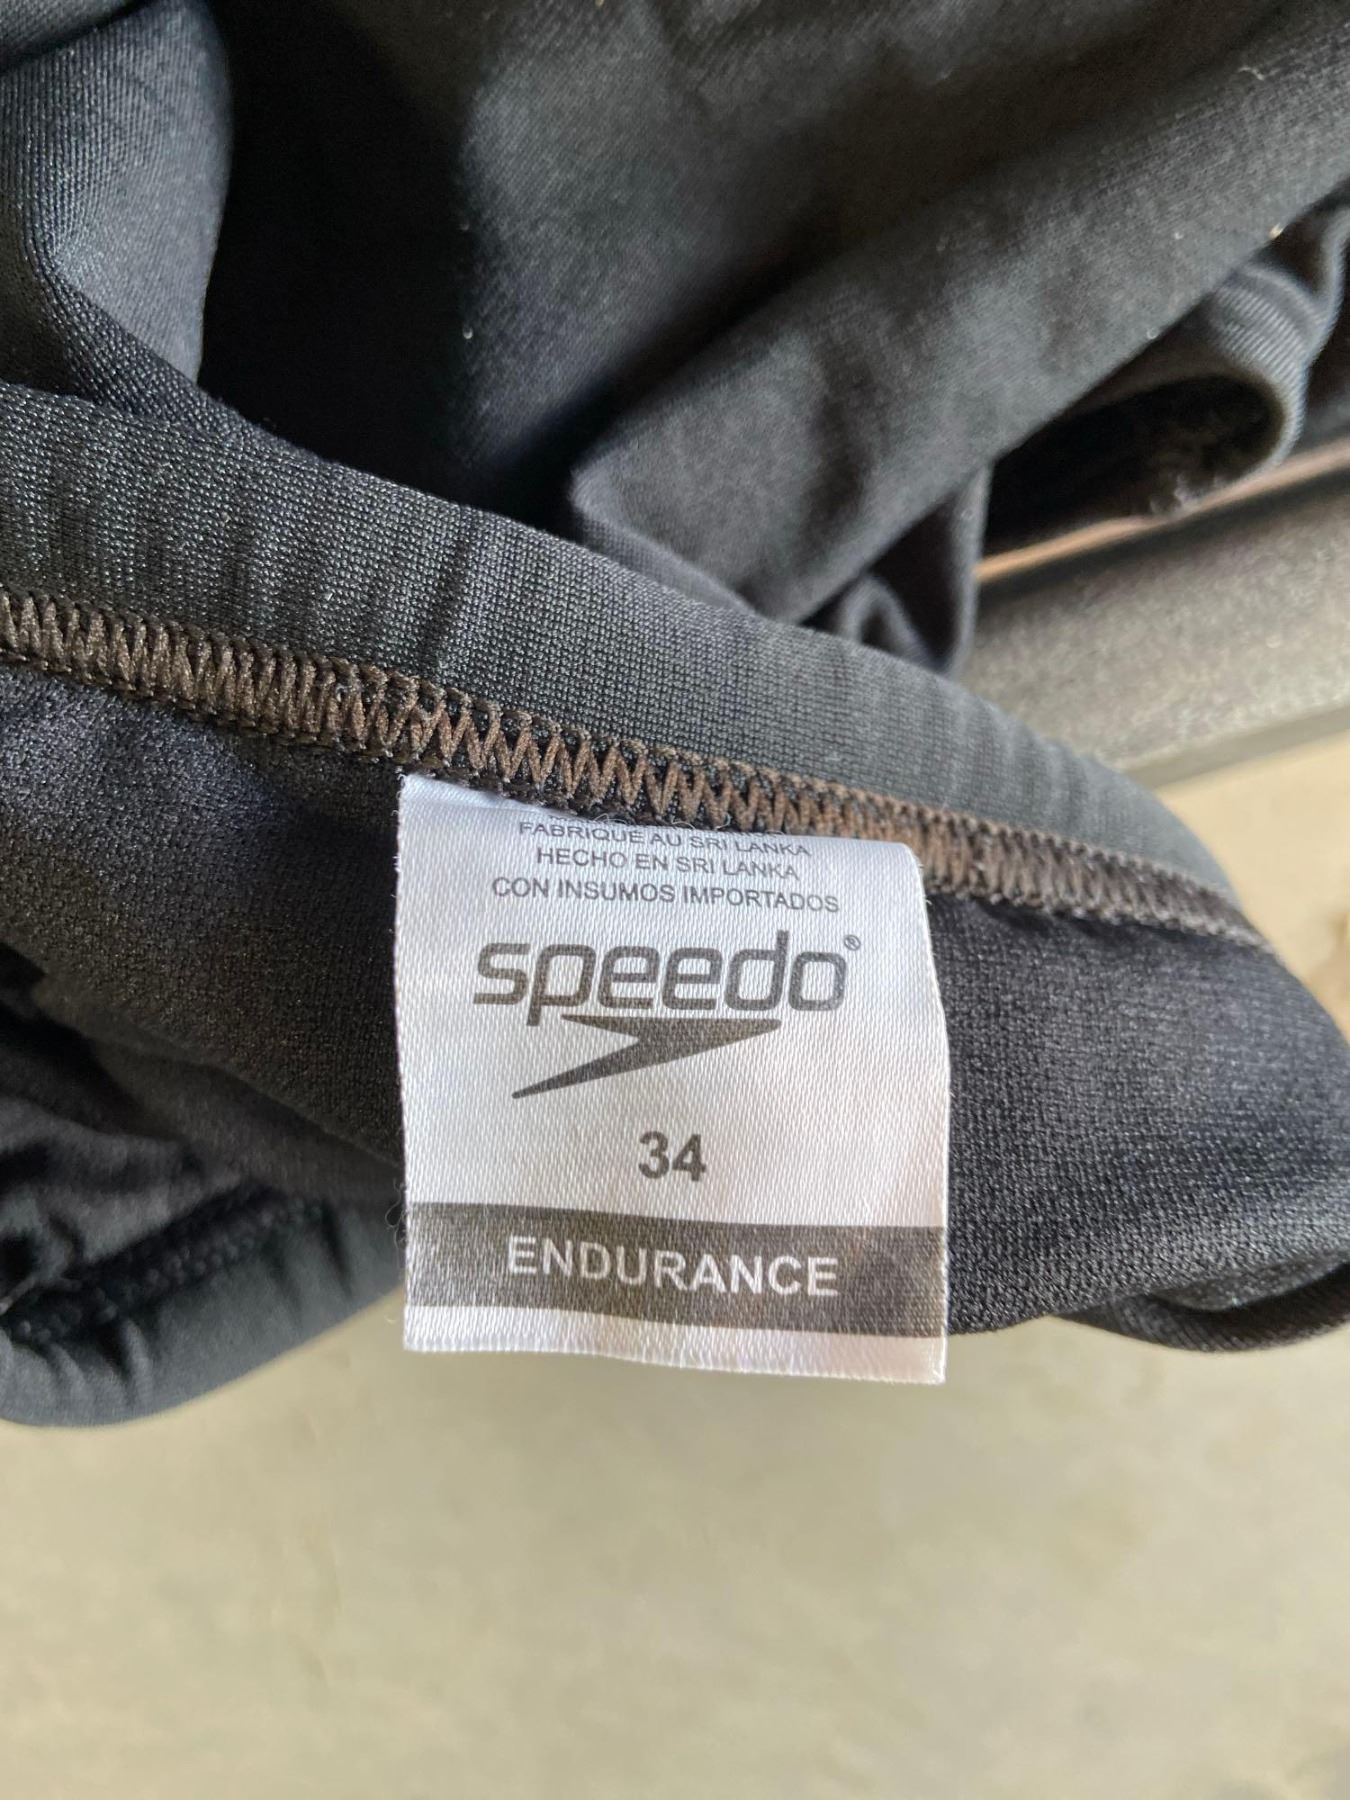 FABRIQUE AU SRI LANKA
HECHO EN SRI LANKA
CON INSUMOS IMPORTADOS
speedo®
34
ENDURANCE